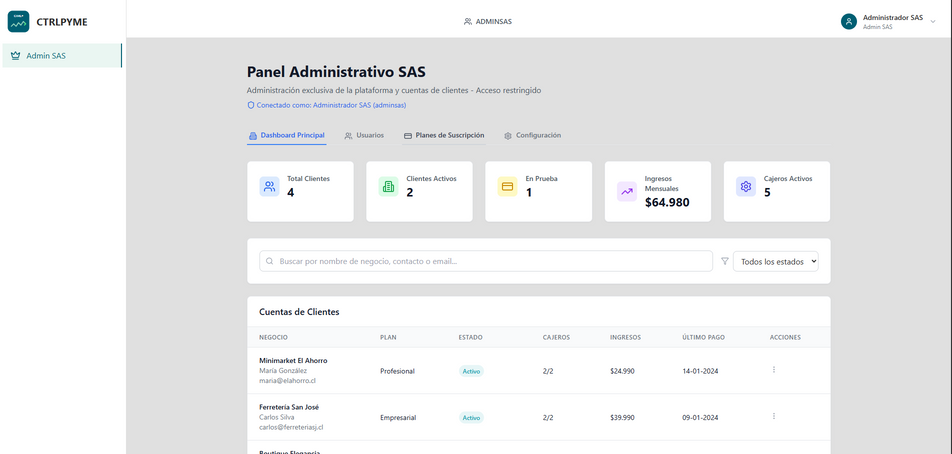 CTRLPYME
ADMINSAS
Administrador SAS
Admin SAS
Admin SAS
Panel Administrativo SAS
Administración exclusiva de la plataforma y cuentas de clientes - Acceso restringido
Conectado como: Administrador SAS (adminsas)
Dashboard Principal
Usuarios
Planes de Suscripción
Configuración
Total Clientes
4
Clientes Activos
2
En Prueba
1
Ingresos
Mensuales
$64.980
Cajeros Activos
5
Buscar por nombre de negocio, contacto o email...
Todos los estados
Cuentas de Clientes
NEGOCIO PLAN ESTADO CAJEROS INGRESOS ÚLTIMO PAGO ACCIONES
Minimarket El Ahorro
María González
maria@elahorro.cl
Profesional Activo 2/2 $24.990 14-01-2024
Ferretería San José
Carlos Silva
carlos@ferreteriasj.cl
Empresarial Activo 2/2 $39.990 09-01-2024
Boutique Elegancia